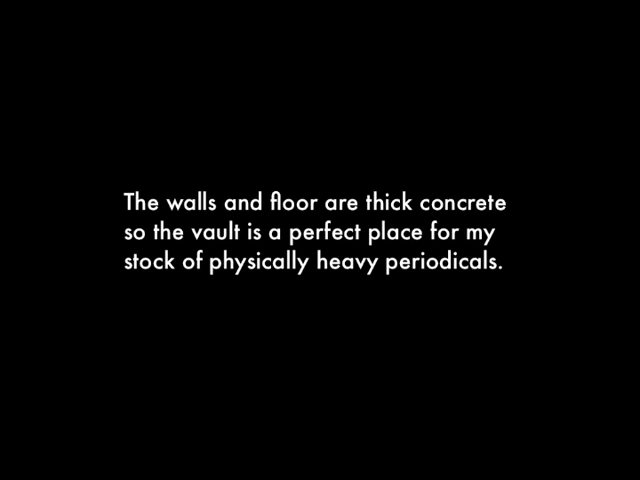 The walls and floor are thick concrete
so the vault is a perfect place for my
stock of physically heavy periodicals.